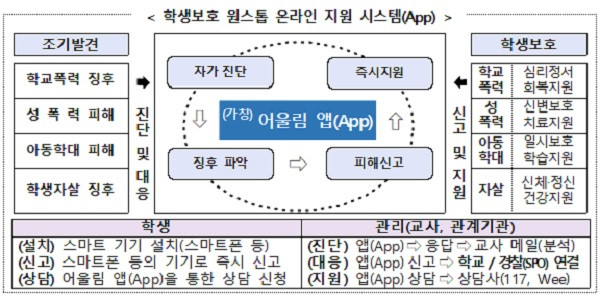 < 학생보호 원스톱 온라인 지원 시스템(App) >
조기발견
학교폭력 징후
성 폭 력 피해
아동학대 피해
학생자살 징후
진단 및 대응
자가 진단
즉시지원
(가칭) 어울림 앱(App)
징후 파악
피해신고
신고 및 지원
학생보호
학교폭력
심리정서 회복지원
성폭력
신변보호 치료지원
아동학대
일시보호 학습지원
자살
신체·정신 건강지원
학생
(설치) 스마트 기기 설치(스마트폰 등)
(신고) 스마트폰 등의 기기로 즉시 신고
(상담) 어울림 앱(App)을 통한 상담 신청
관리(교사, 관계기관)
(진단) 앱(App) ⇨ 응답 ⇨ 교사 메일(분석)
(대응) 앱(App) 신고 ⇨ 학교 / 경찰(SPO) 연결
(지원) 앱(App) 상담 ⇨ 상담사(117, Wee)